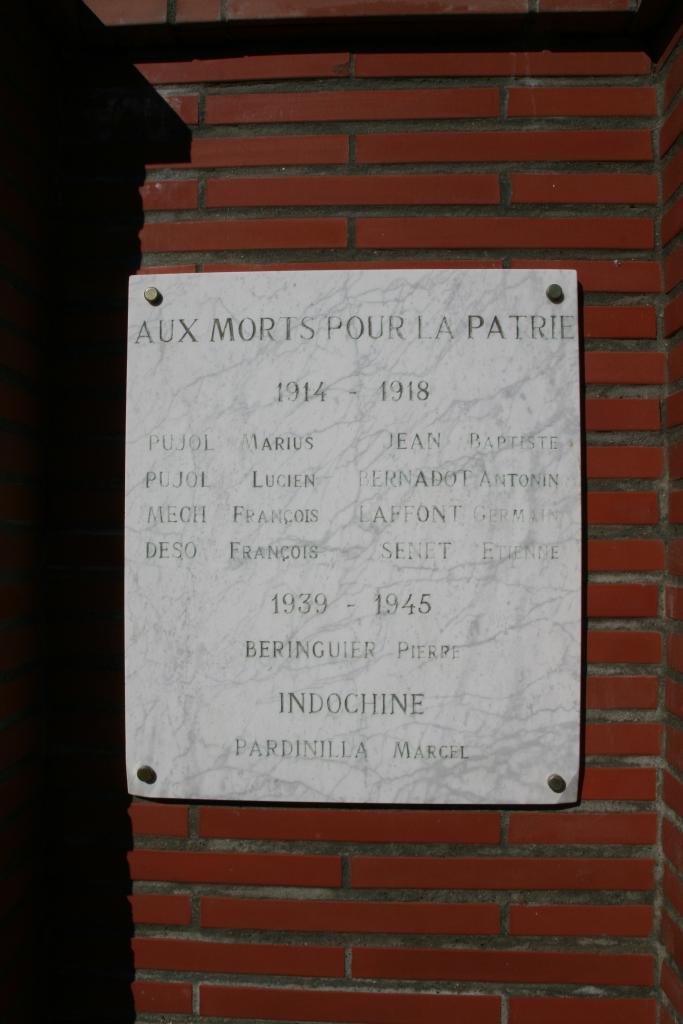 AUX MORTS POUR LA PATRIE
1914 - 1918
PUJOL MARIUS JEAN BAPTISTE
PUJOL LUCIEN BERNADOT ANTONIN
MECH FRANÇOIS LAFFONT GERMAIN
DESO FRANÇOIS SENET ETIENNE
1939 - 1945
BERINGUIER PIERRE
INDOCHINE
PARDINILLA MARCEL